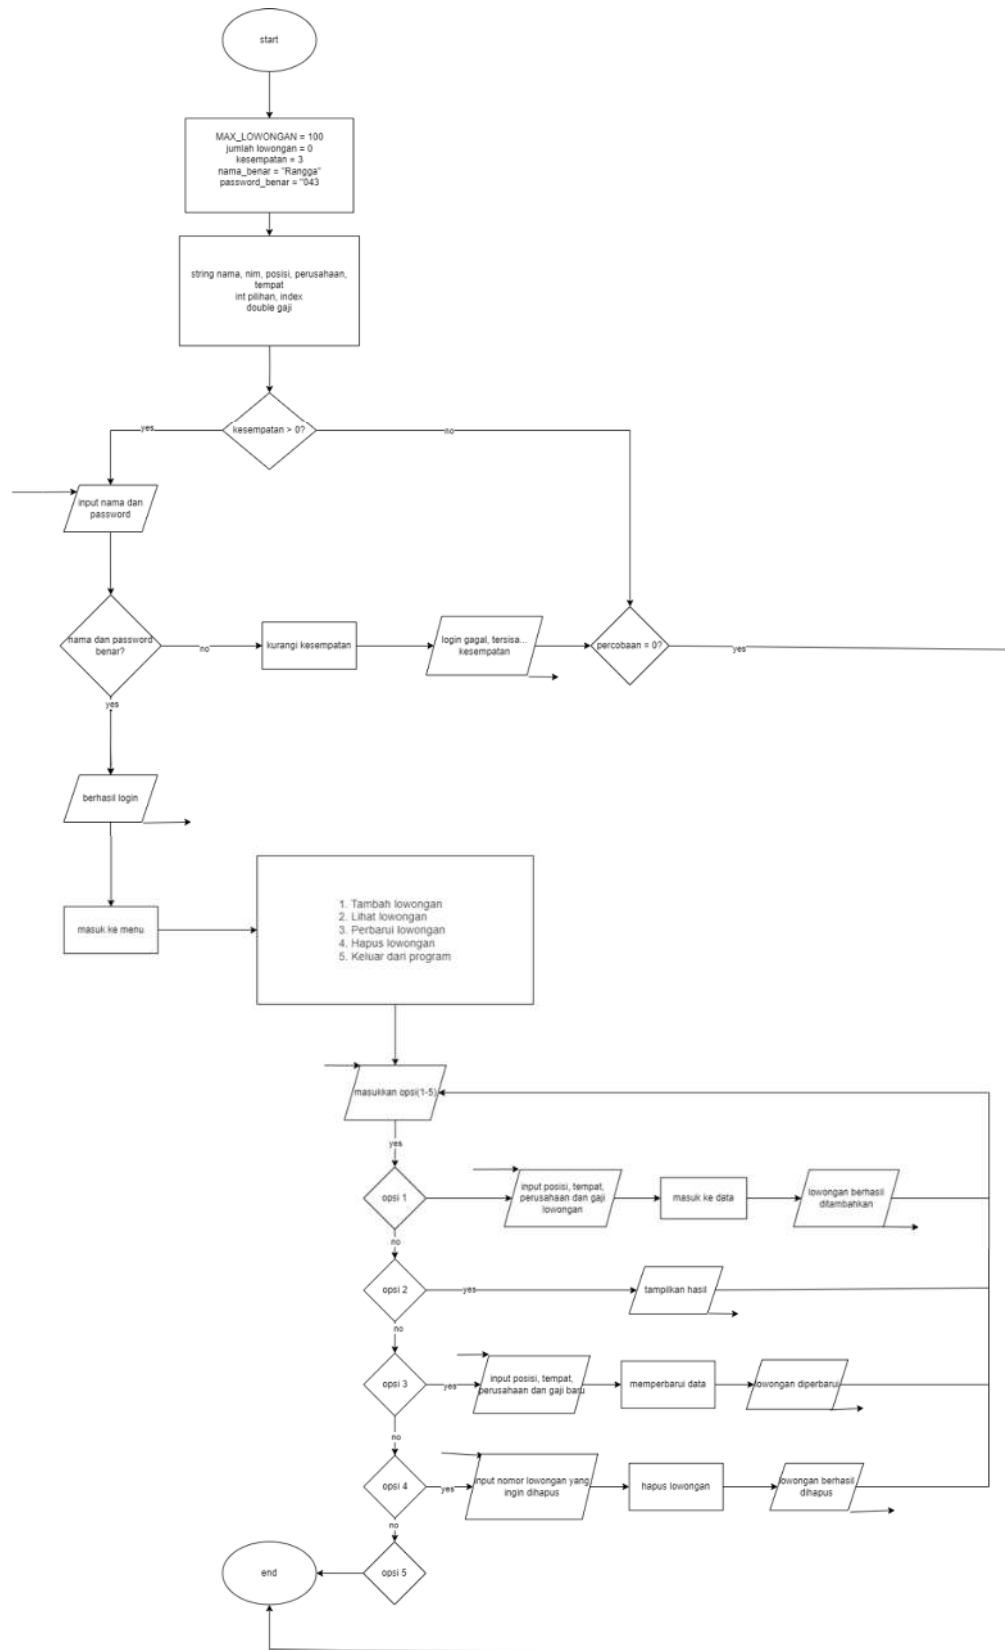 start
MAX_LOWONGAN = 100
jumlah lowongan = 0
kesempatan = 3
nama_benar = "Rangga"
password_benar = "043
string nama, nim, posisi, perusahaan,
tempat
int pilihan, index
double gaji
kesempatan > 0?
yes
no
input nama dan
password
nama dan password
benar?
no
kurangi kesempatan
login gagal, tersisa...
kesempatan
percobaan = 0?
yes
yes
berhasil login
masuk ke menu
1. Tambah lowongan
2. Lihat lowongan
3. Perbarui lowongan
4. Hapus lowongan
5. Keluar dari program
masukkan opsi(1-5)
yes
opsi 1
input posisi, tempat,
perusahaan dan gaji
lowongan
masuk ke data
lowongan berhasil
ditambahkan
no
opsi 2
yes
tampilkan hasil
no
opsi 3
yes
input posisi, tempat,
perusahaan dan gaji baru
memperbarui data
lowongan diperbarui
no
opsi 4
yes
input nomor lowongan yang
ingin dihapus
hapus lowongan
lowongan berhasil
dihapus
no
opsi 5
end